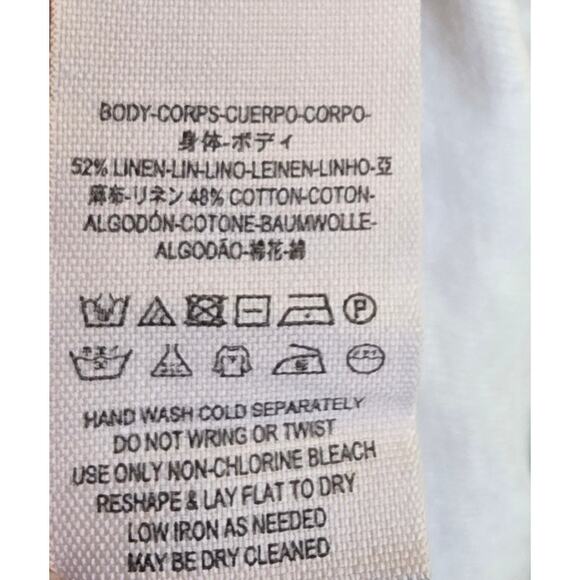 BODY-CORPS-CUERPO-CORPO-
身体-ボディ
52% LINEN-LIN-LINO-LEINEN-LINHO-亞
麻布-リネン 48% COTTON-COTON-
ALGODÓN-COTONE-BAUMWOLLE-
ALGODÃO-棉花-綿
P
HAND WASH COLD SEPARATELY
DO NOT WRING OR TWIST
USE ONLY NON-CHLORINE BLEACH
RESHAPE & LAY FLAT TO DRY
LOW IRON AS NEEDED
MAY BE DRY CLEANED